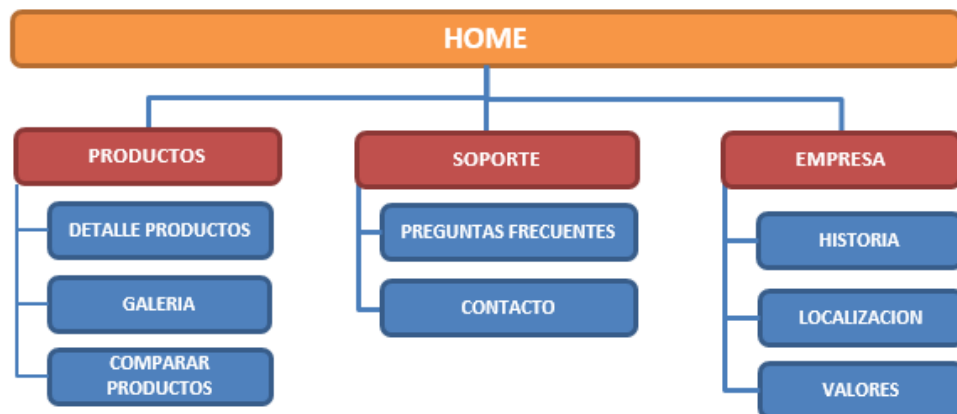 HOME
PRODUCTOS
DETALLE PRODUCTOS
GALERIA
COMPARAR
PRODUCTOS
SOPORTE
PREGUNTAS FRECUENTES
CONTACTO
EMPRESA
HISTORIA
LOCALIZACION
VALORES